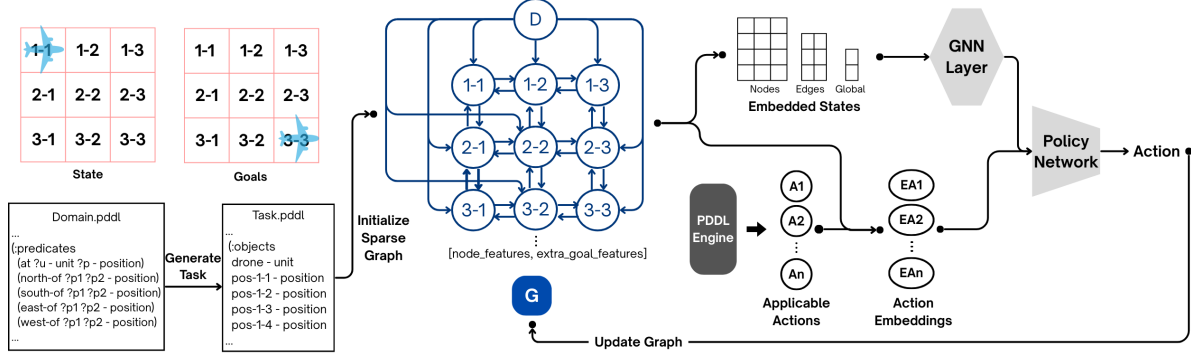 1-1 1-2 1-3
2-1 2-2 2-3
3-1 3-2 3-3
State
1-1 1-2 1-3
2-1 2-2 2-3
3-1 3-2 3-3
Goals
Domain.pddl
...
(:predicates
(at ?u - unit ?p - position)
(north-of ?p1 ?p2 - position)
(south-of ?p1 ?p2 - position)
(east-of ?p1 ?p2 - position)
(west-of ?p1 ?p2 - position)
...
Generate
Task
Task.pddl
...
(:objects
drone - unit
pos-1-1 - position
pos-1-2 - position
pos-1-3 - position
pos-1-4 - position
...
Initialize
Sparse
Graph
D
1-1 1-2 1-3
2-1 2-2 2-3
3-1 3-2 3-3
[node_features, extra_goal_features]
G
Nodes Edges Global
Embedded States
GNN
Layer
PDDL
Engine
A1
A2
An
Applicable
Actions
EA1
EA2
EAn
Action
Embeddings
Policy
Network
Action
Update Graph